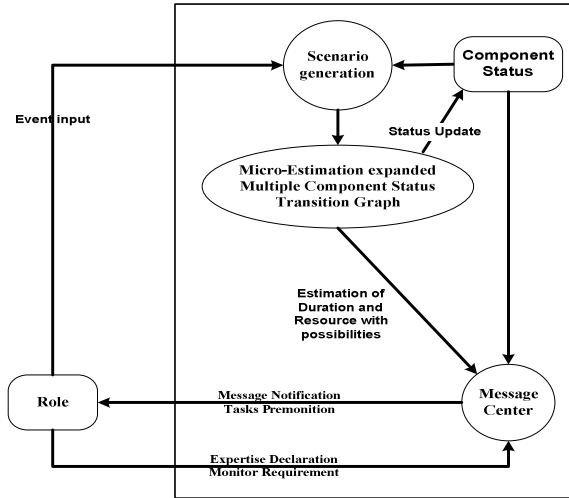 Scenario
generation
Component
Status
Event input
Status Update
Micro-Estimation expanded
Multiple Component Status
Transition Graph
Estimation of
Duration and
Resource with
possibilities
Role
Message Notification
Tasks Premonition
Message
Center
Expertise Declaration
Monitor Requirement